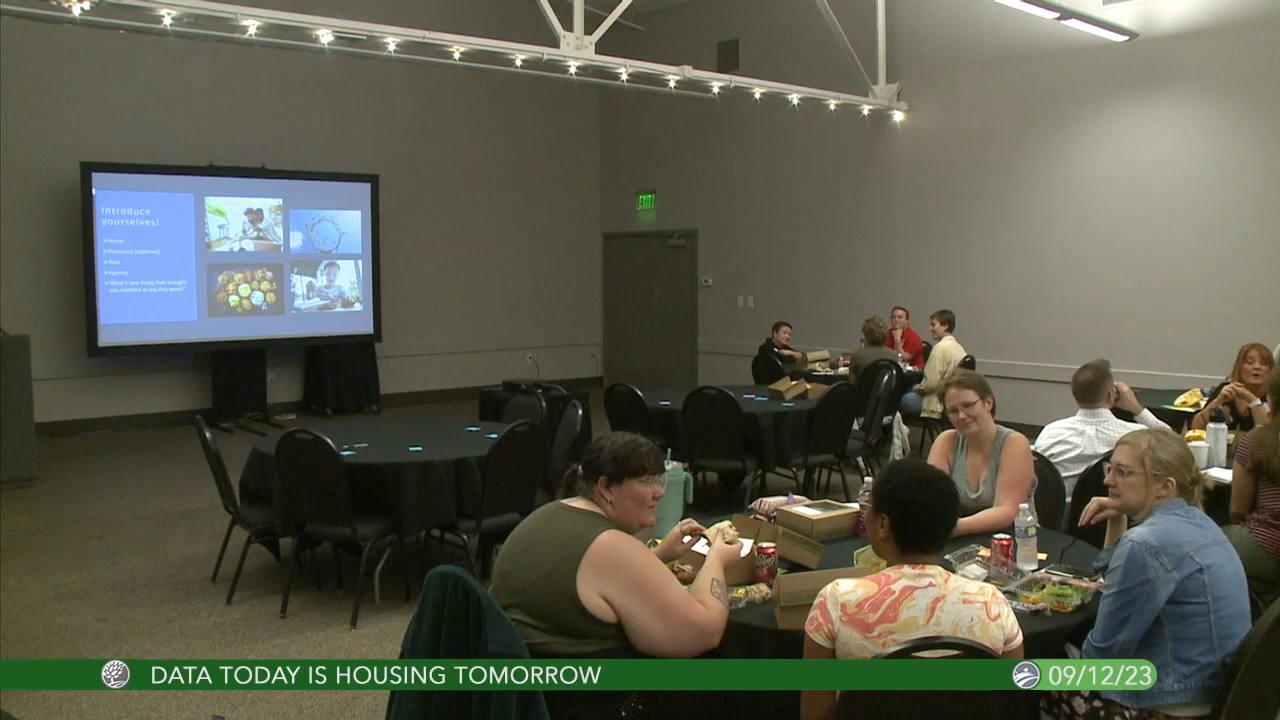 EXIT
Introduce
yourselves!
Name
Pronouns (optional)
Role
Agency
What's one thing that brought
you comfort or joy this week?
DATA TODAY IS HOUSING TOMORROW
09/12/23